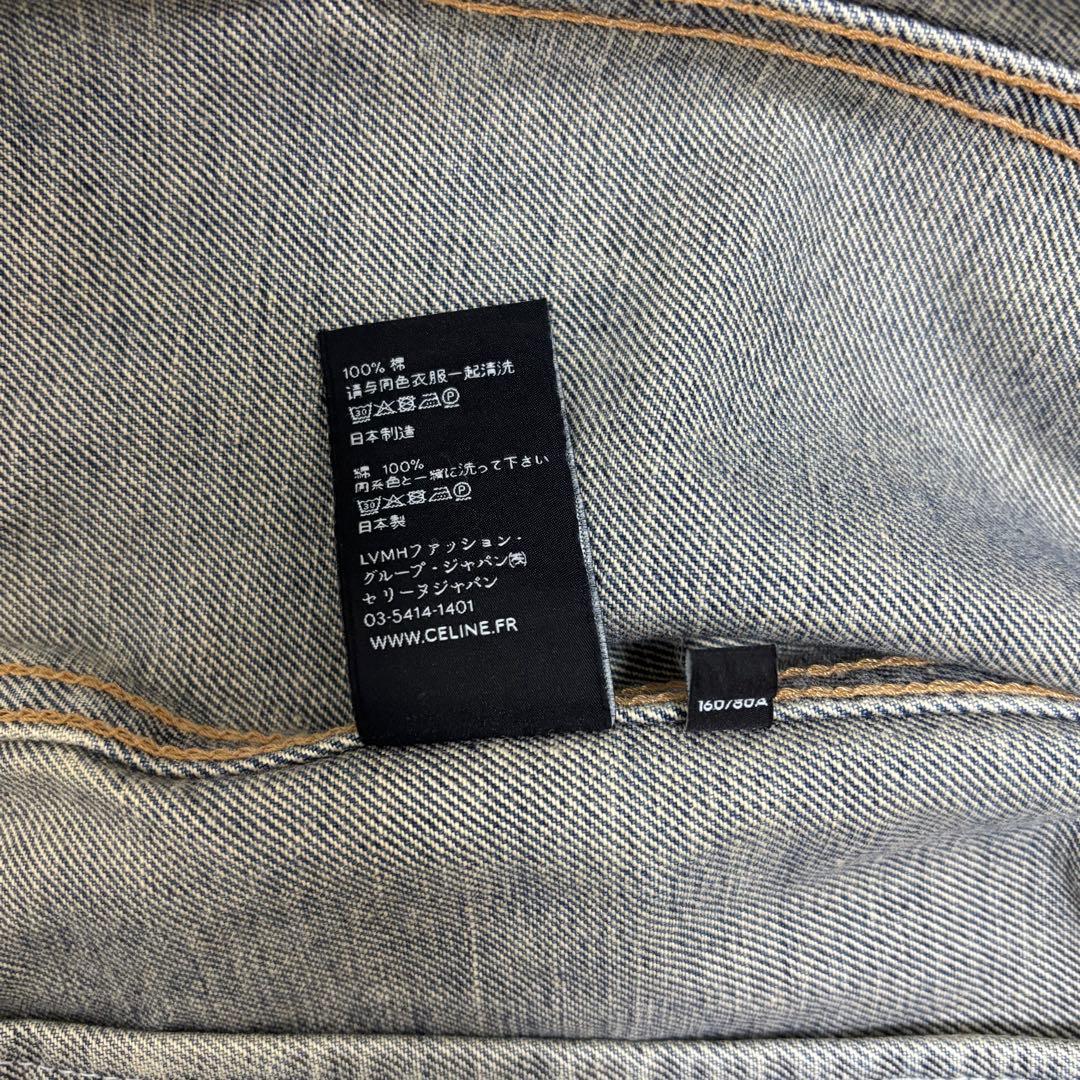 100% 棉
请与同色衣服一起清洗
30 P
日本制造
綿 100%
同系色と一緒に洗って下さい
30 P
日本製
LVMHファッション・
グループ・ジャパン㈱
セリーヌジャパン
03-5414-1401
WWW.CELINE.FR
160/80A